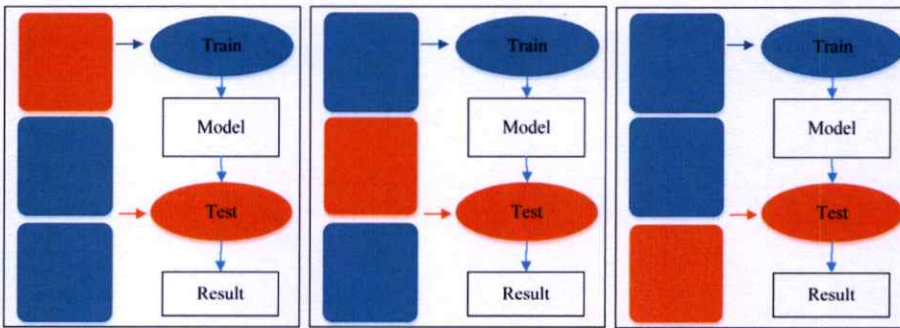 Train
Model
Test
Result
Train
Model
Test
Result
Train
Model
Test
Result